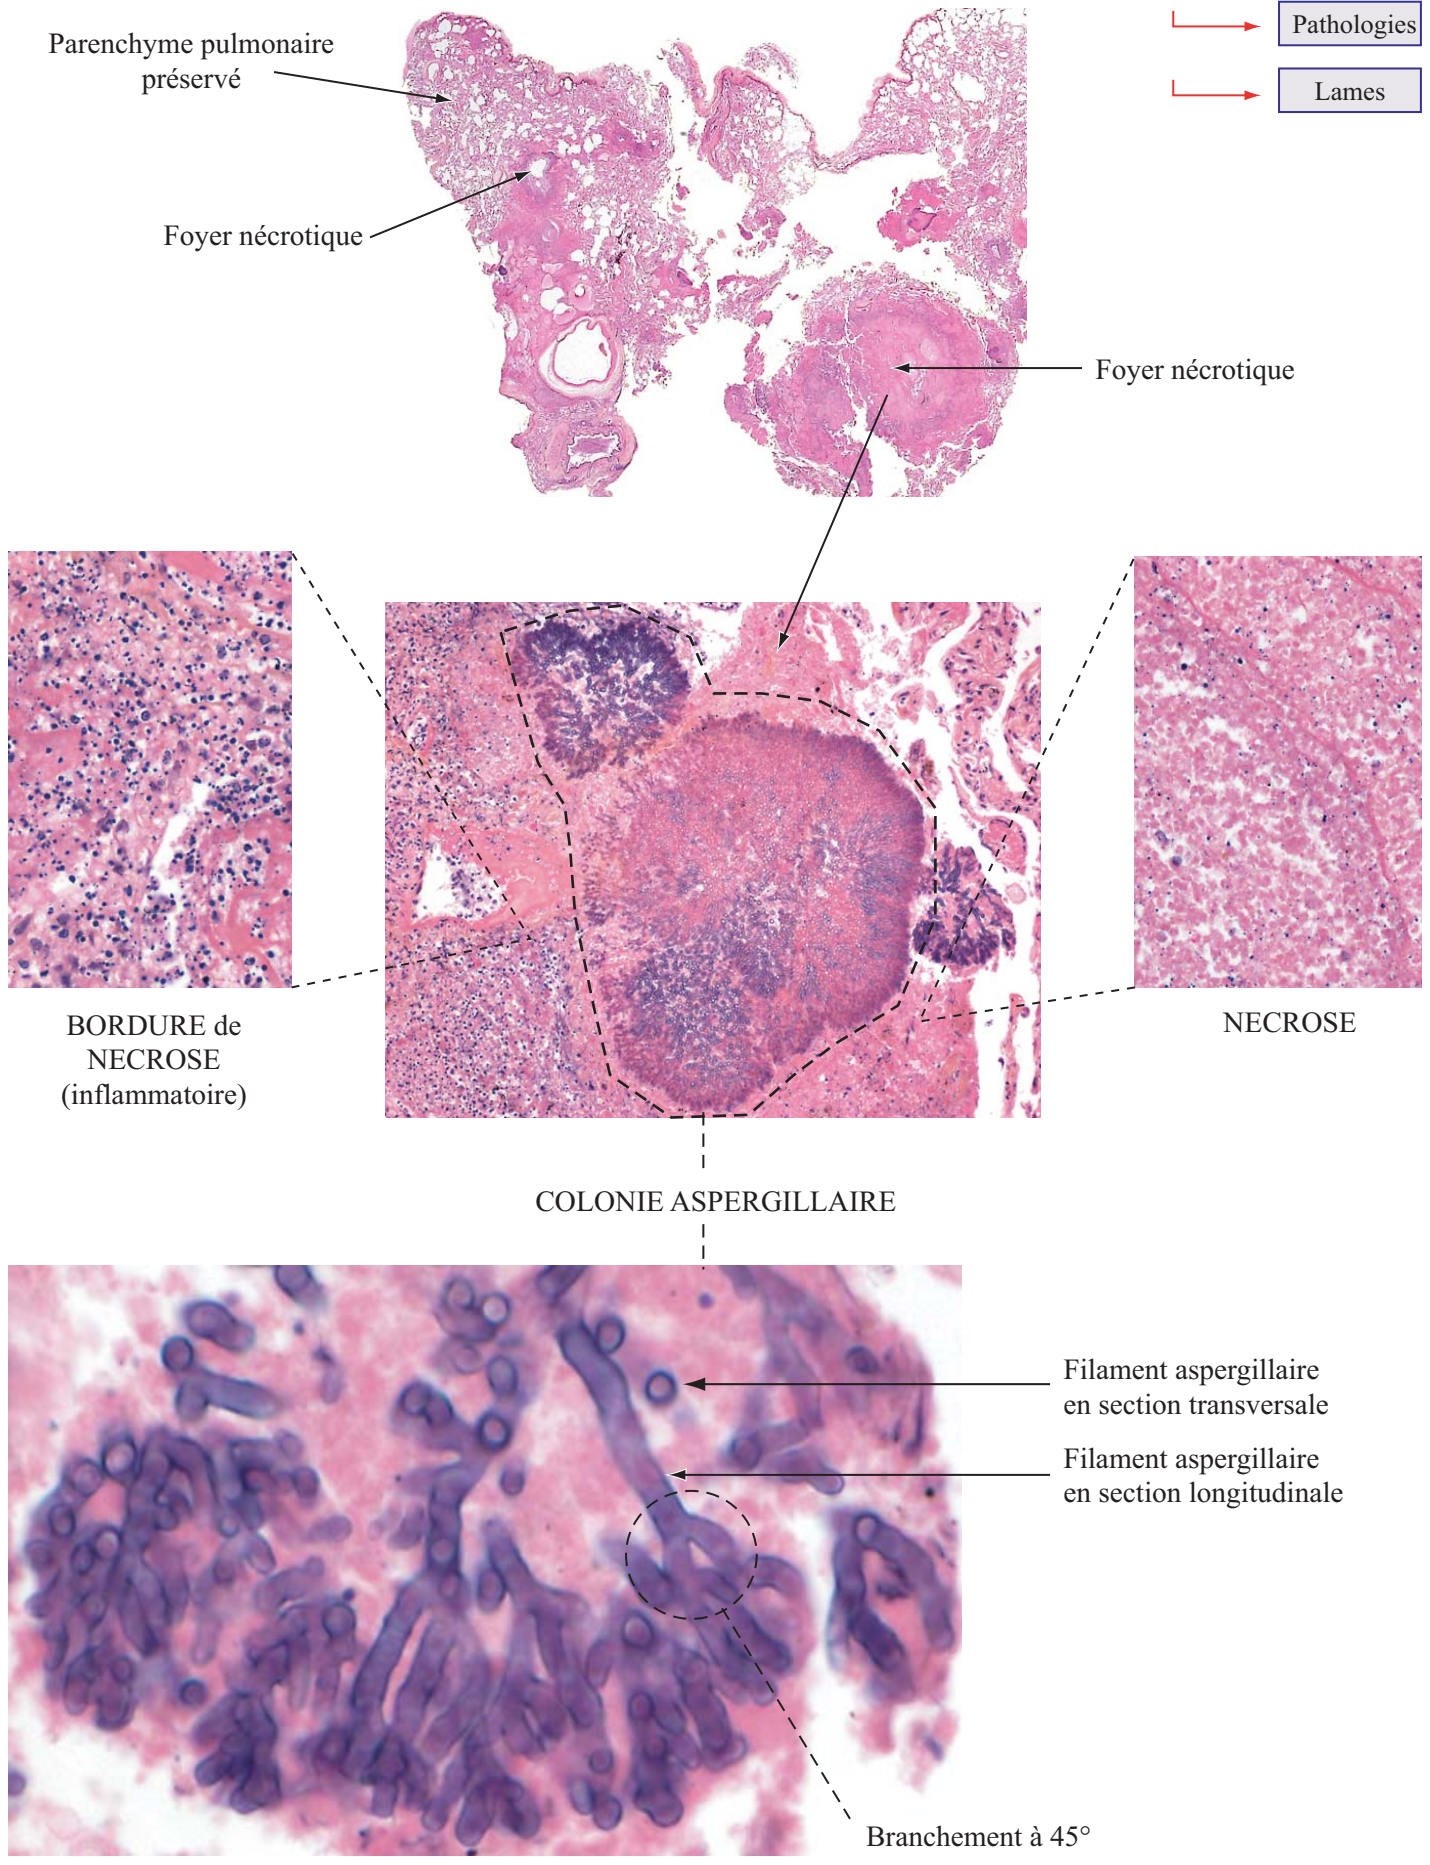 Pathologies
Lames
Parenchyme pulmonaire
préservé
Foyer nécrotique
Foyer nécrotique
BORDURE de
NECROSE
(inflammatoire)
NECROSE
COLONIE ASPERGILLAIRE
Filament aspergillaire
en section transversale
Filament aspergillaire
en section longitudinale
Branchement à 45°